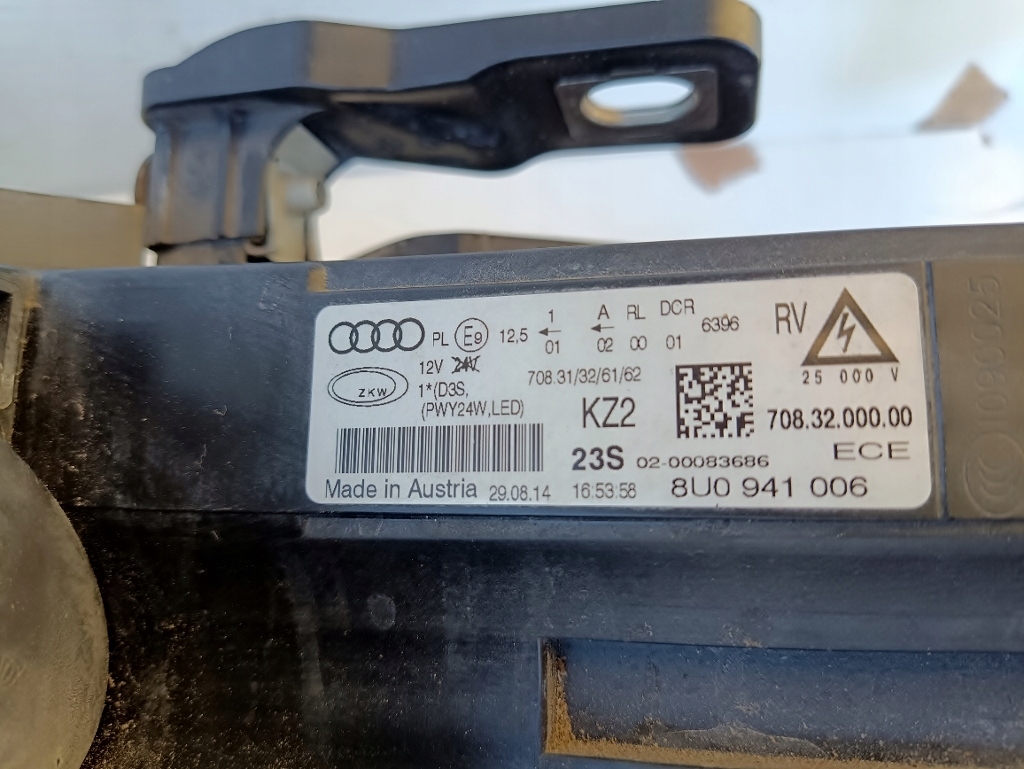 PL E9 12,5 1 A RL DCR 6396 RV
01 02 00 01
12V 24V
ZKW 1*(D3S, 708.31/32/61/62
(PWY24W,LED)
25 000 V
KZ2 708.32.000.00
23S 02-00083686 ECE
Made in Austria 29.08.14 16:53:58 8U0 941 006